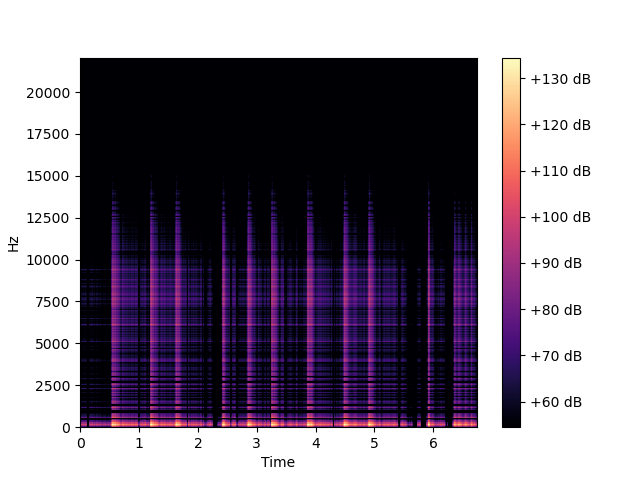 20000
17500
15000
12500
10000
7500
5000
2500
0
Hz
0 1 2 3 4 5 6
Time
+130 dB
+120 dB
+110 dB
+100 dB
+90 dB
+80 dB
+70 dB
+60 dB